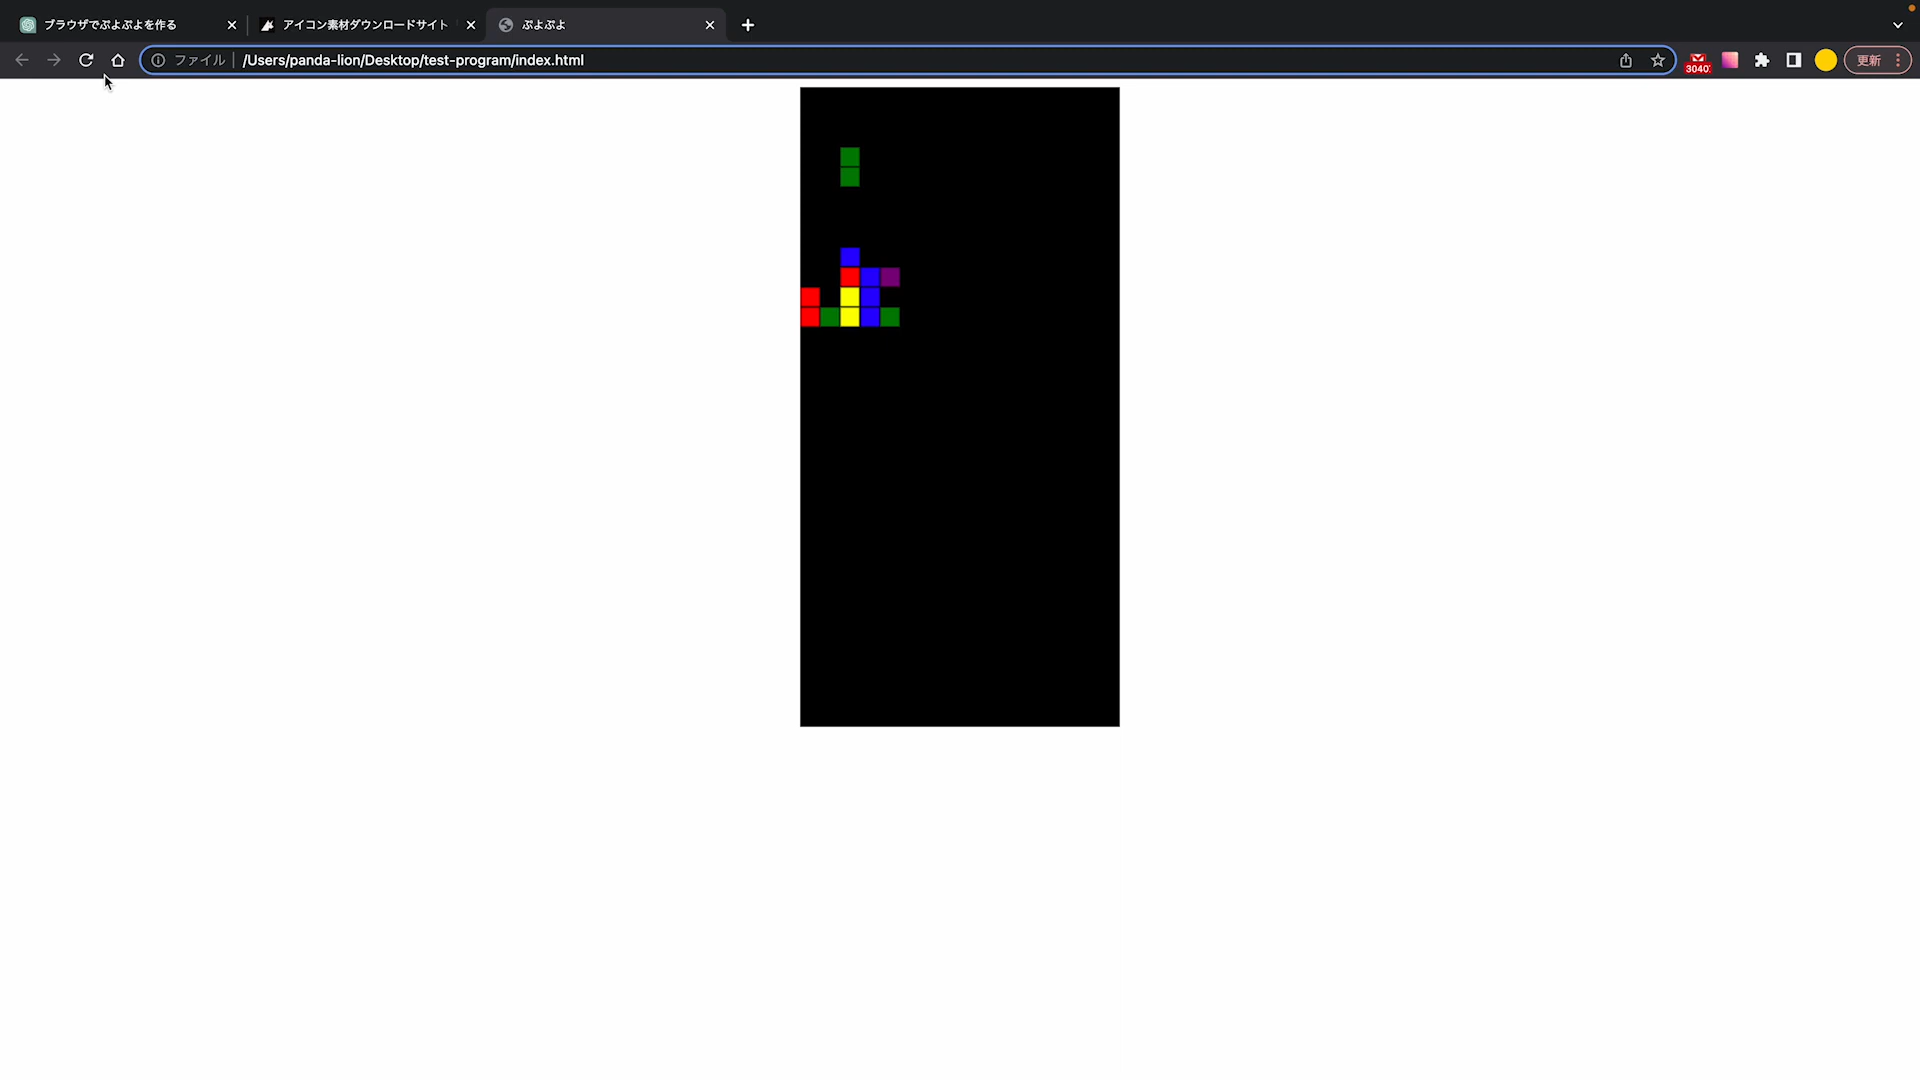 ブラウザでぷよぷよを作る
アイコン素材ダウンロードサイト
ぷよぷよ
ファイル
/Users/panda-lion/Desktop/test-program/index.html
3040
更新